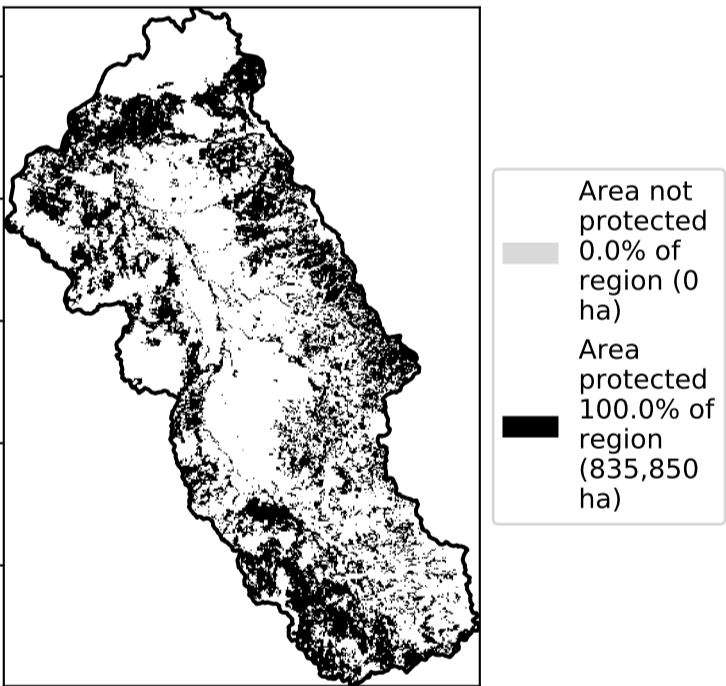 Area not
protected
0.0% of
region (0
ha)
Area
protected
100.0% of
region
(835,850
ha)